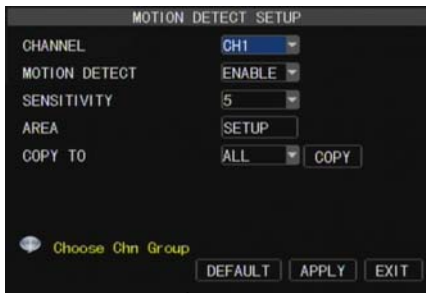 MOTION DETECT SETUP
CHANNEL CH1
MOTION DETECT ENABLE
SENSITIVITY 5
AREA SETUP
COPY TO ALL COPY
Choose Chn Group
DEFAULT APPLY EXIT